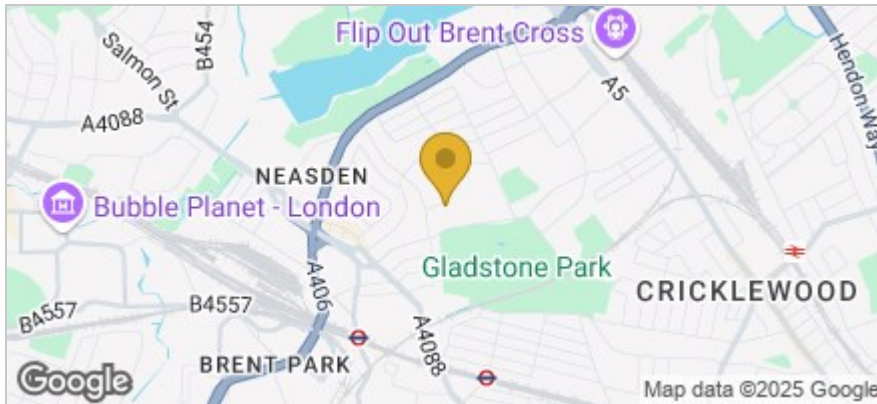 Flip Out Brent Cross
B454
Salmon St
A5
Hendon Way
A4088
NEASDEN
Bubble Planet - London
Gladstone Park
A406
CRICKLEWOOD
B4557
B4557
A4088
BRENT PARK
Google
Map data ©2025 Google